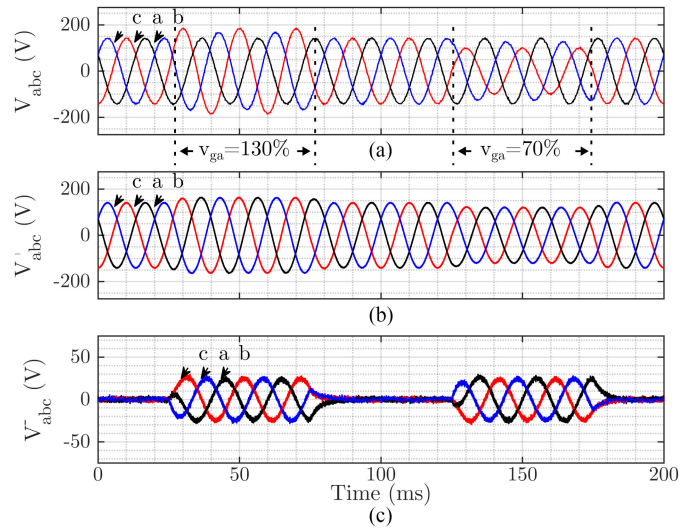 200
0
-200
V_abc (V)
c a b
v_ga=130%
(a)
v_ga=70%
200
0
-200
V⁺_abc (V)
c a b
(b)
50
0
-50
V⁻_abc (V)
c a b
0 50 100 150 200
Time (ms)
(c)